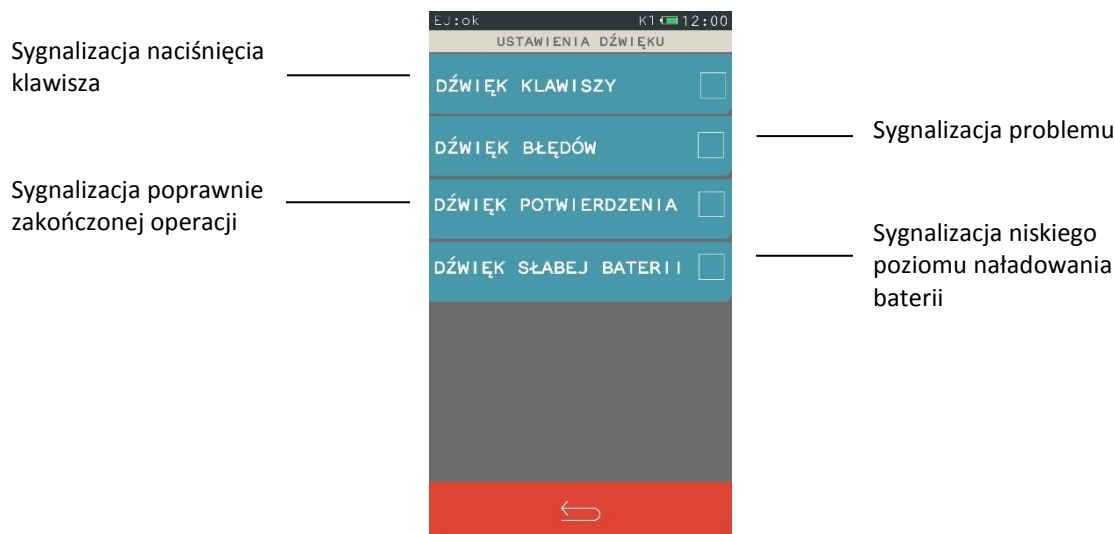 Sygnalizacja naciśnięcia
klawisza
Sygnalizacja poprawnie
zakończonej operacji
EJ:ok K1 12:00
USTAWIENIA DŹWIĘKU
DŹWIĘK KLAWISZY
DŹWIĘK BŁĘDÓW
DŹWIĘK POTWIERDZENIA
DŹWIĘK SŁABEJ BATERII
Sygnalizacja problemu
Sygnalizacja niskiego
poziomu naładowania
baterii